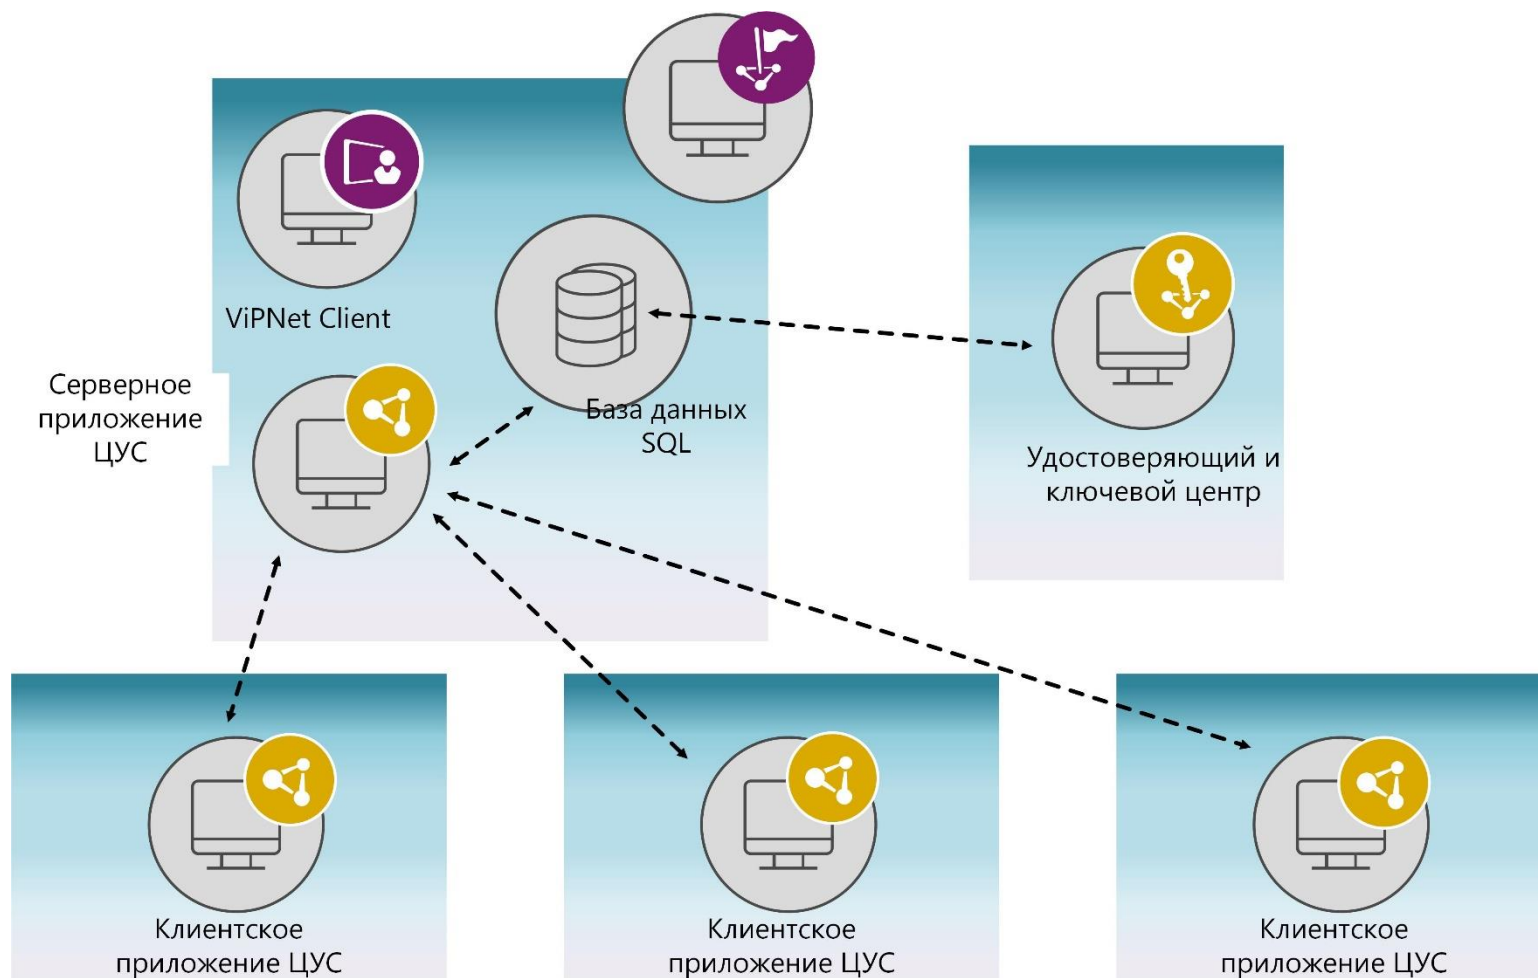 ViPNet Client
Серверное
приложение
ЦУС
База данных
SQL
Удостоверяющий и
ключевой центр
Клиентское
приложение ЦУС
Клиентское
приложение ЦУС
Клиентское
приложение ЦУС